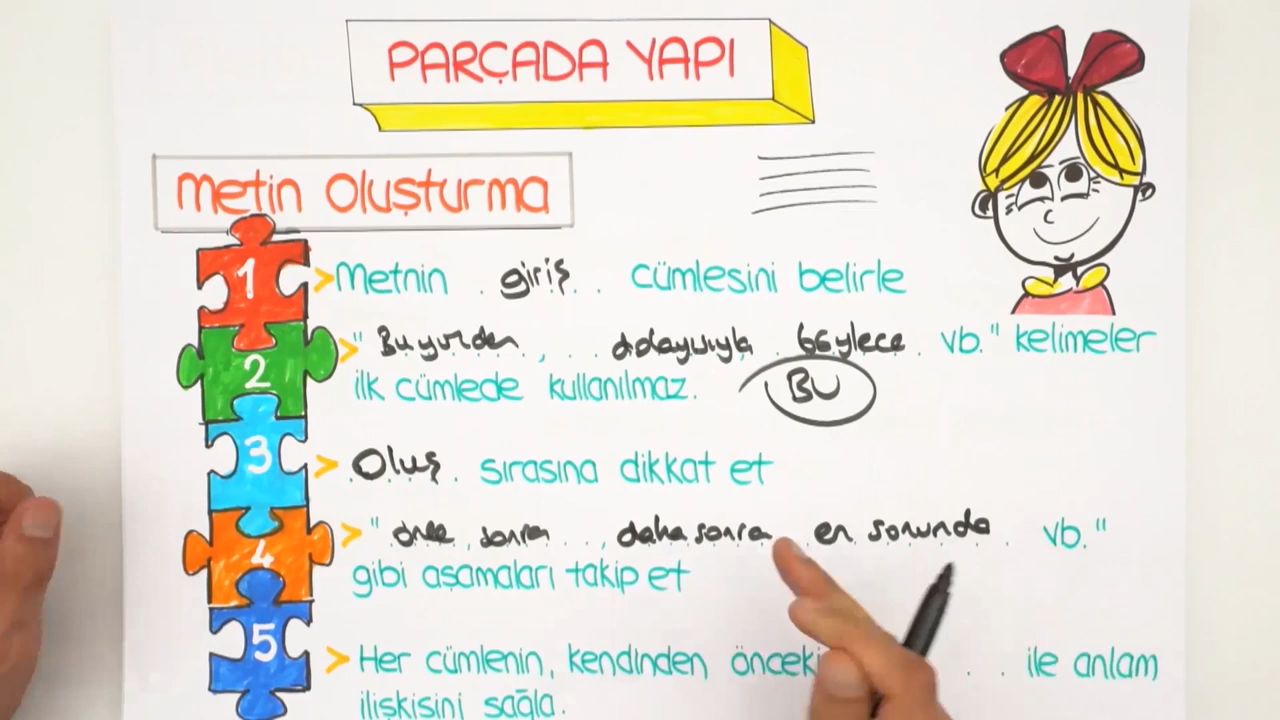 PARÇADA YAPI
Metin Oluşturma
1 > Metnin . giriş . . cümlesini belirle
2 > " Bu yüzden , . . dolayısıyla . böylece . vb." kelimeler
ilk cümlede kullanılmaz. BU
3 > Oluş . sırasına dikkat et
4 > " önce , sonra . . , daha sonra . . en sonunda . vb."
gibi aşamaları takip et
5 > Her cümlenin, kendinden önceki . . ile anlam
ilişkisini sağla.